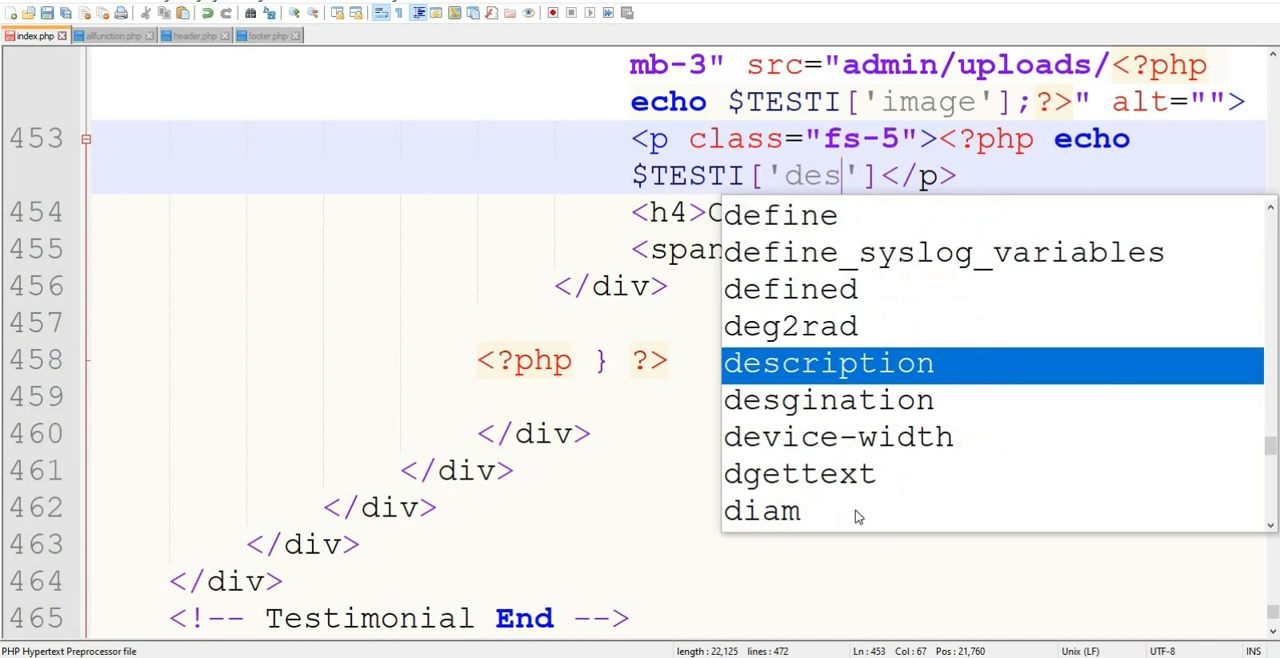 index.php
allfunction.php
header.php
footer.php
mb-3" src="admin/uploads/<?php
echo $TESTI['image'];?>" alt="">
453 <p class="fs-5"><?php echo
$TESTI['des']</p>
454 <h4>C
455 <span
456 </div>
457
458 <?php } ?>
459
460 </div>
461 </div>
462 </div>
463 </div>
464 </div>
465 <!-- Testimonial End -->
define
define_syslog_variables
defined
deg2rad
description
desgination
device-width
dgettext
diam
PHP Hypertext Preprocessor file
length : 22,125 lines : 472
Ln : 453 Col : 67 Pos : 21,760
Unix (LF)
UTF-8
INS